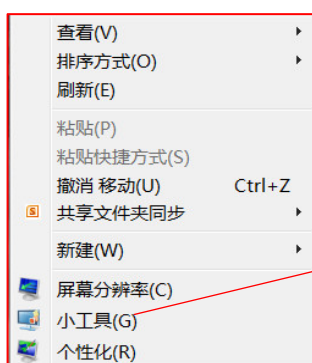 查看(V)
排序方式(O)
刷新(E)
粘贴(P)
粘贴快捷方式(S)
撤消 移动(U) Ctrl+Z
共享文件夹同步
新建(W)
屏幕分辨率(C)
小工具(G)
个性化(R)